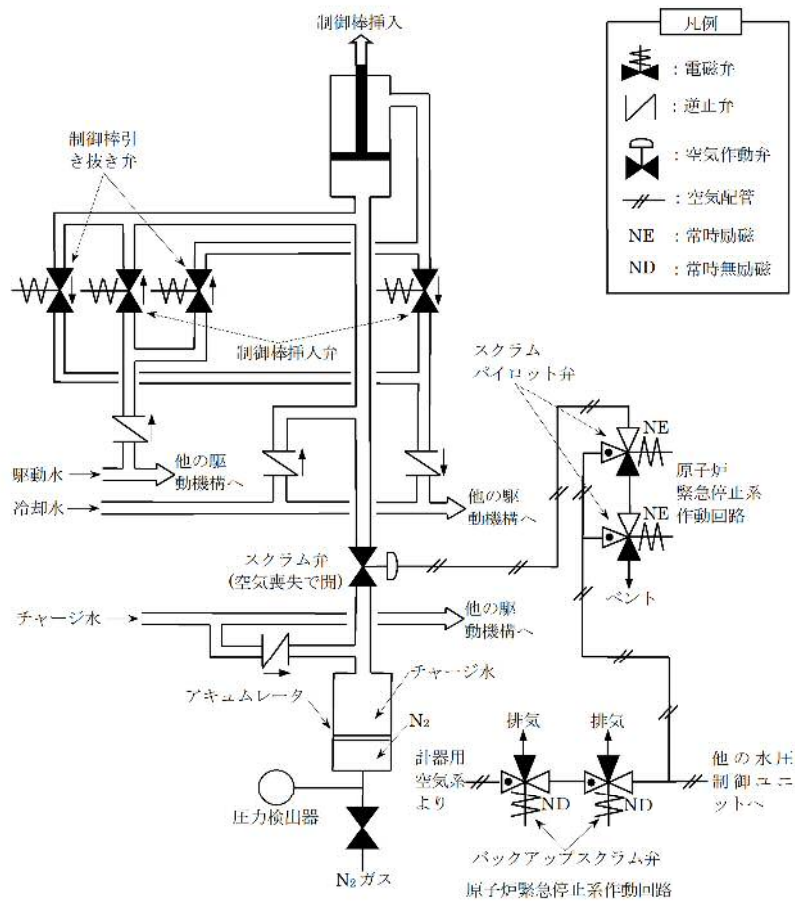 制御棒挿入
凡例
:電磁弁
:逆止弁
:空気作動弁
:空気配管
NE :常時励磁
ND :常時無励磁
制御棒引
き抜き弁
制御棒挿入弁
スクラム
パイロット弁
NE
原子炉
緊急停止系
作動回路
NE
ベント
駆動水
他の駆
動機構へ
冷却水
他の駆
動機構へ
スクラム弁
(空気喪失で開)
チャージ水
他の駆
動機構へ
チャージ水
アキュムレータ
N2
圧力検出器
N2ガス
排気
排気
計器用
空気系
より
ND
ND
他の水圧
制御ユニ
ットへ
バックアップスクラム弁
原子炉緊急停止系作動回路